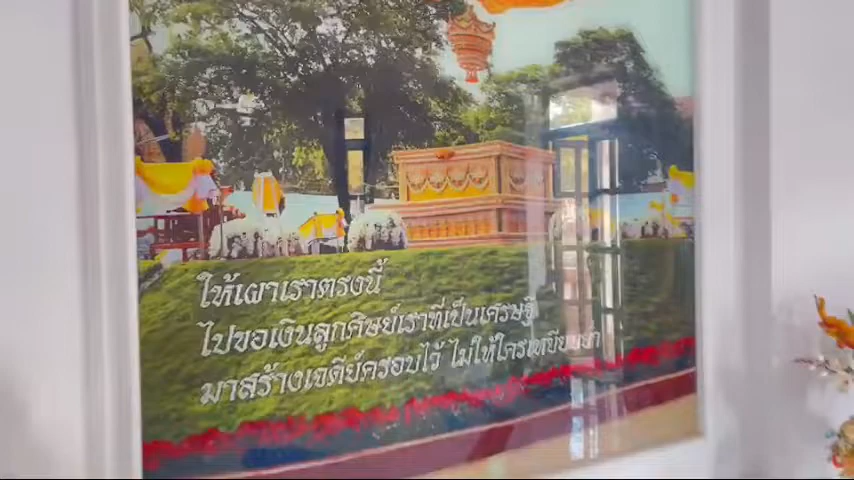 ให้เผาเราตรงนี้
ไปขอเงินลูกศิษย์เราที่เป็นเศรษฐี
มาสร้างเจดีย์ครอบไว้ ไม่ให้ใครเหยียบย่ำ